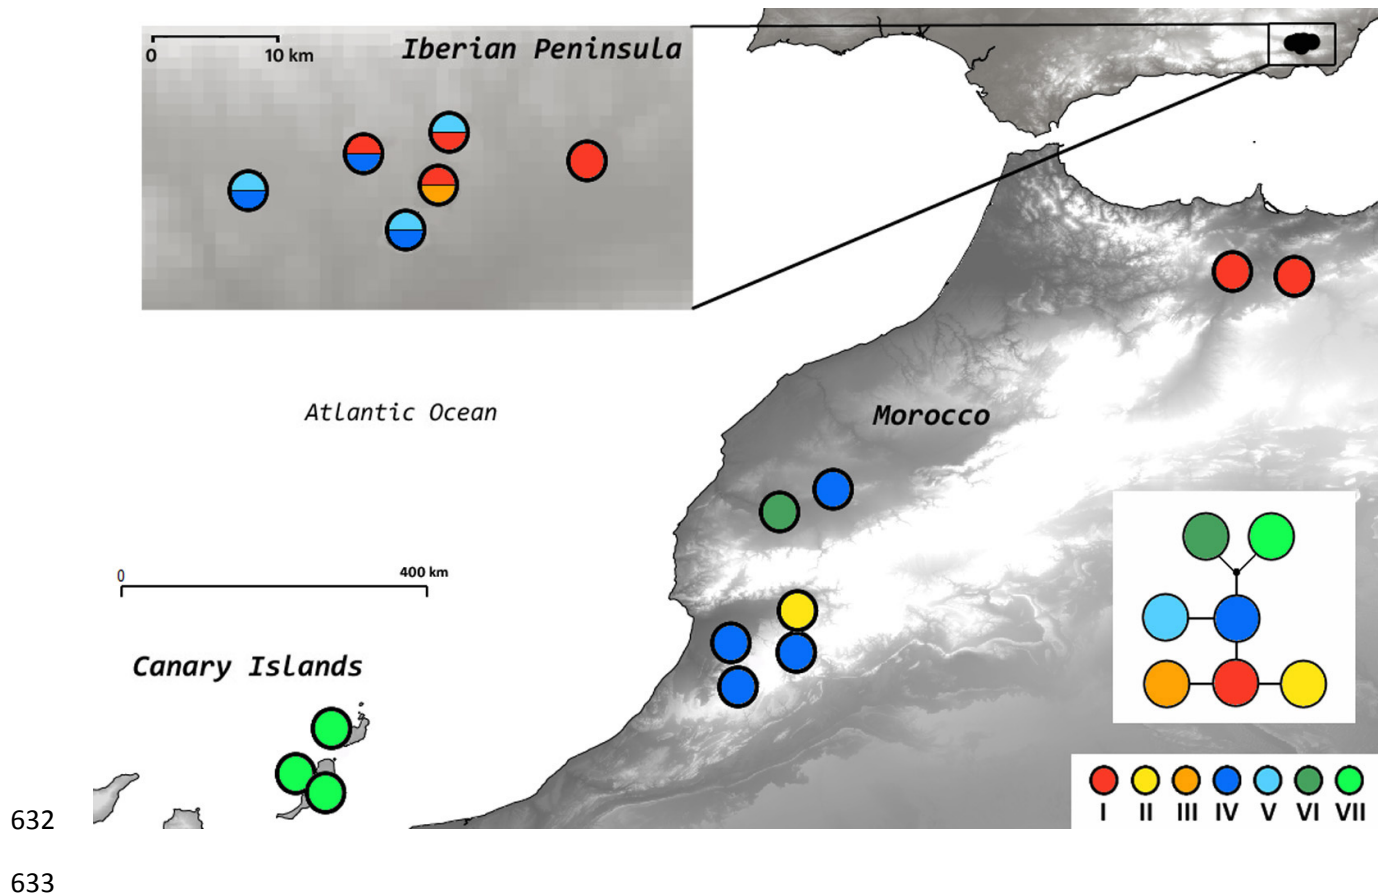 0 10 km
Iberian Peninsula
Atlantic Ocean
Morocco
0 400 km
Canary Islands
I II III IV V VI VII
632
633